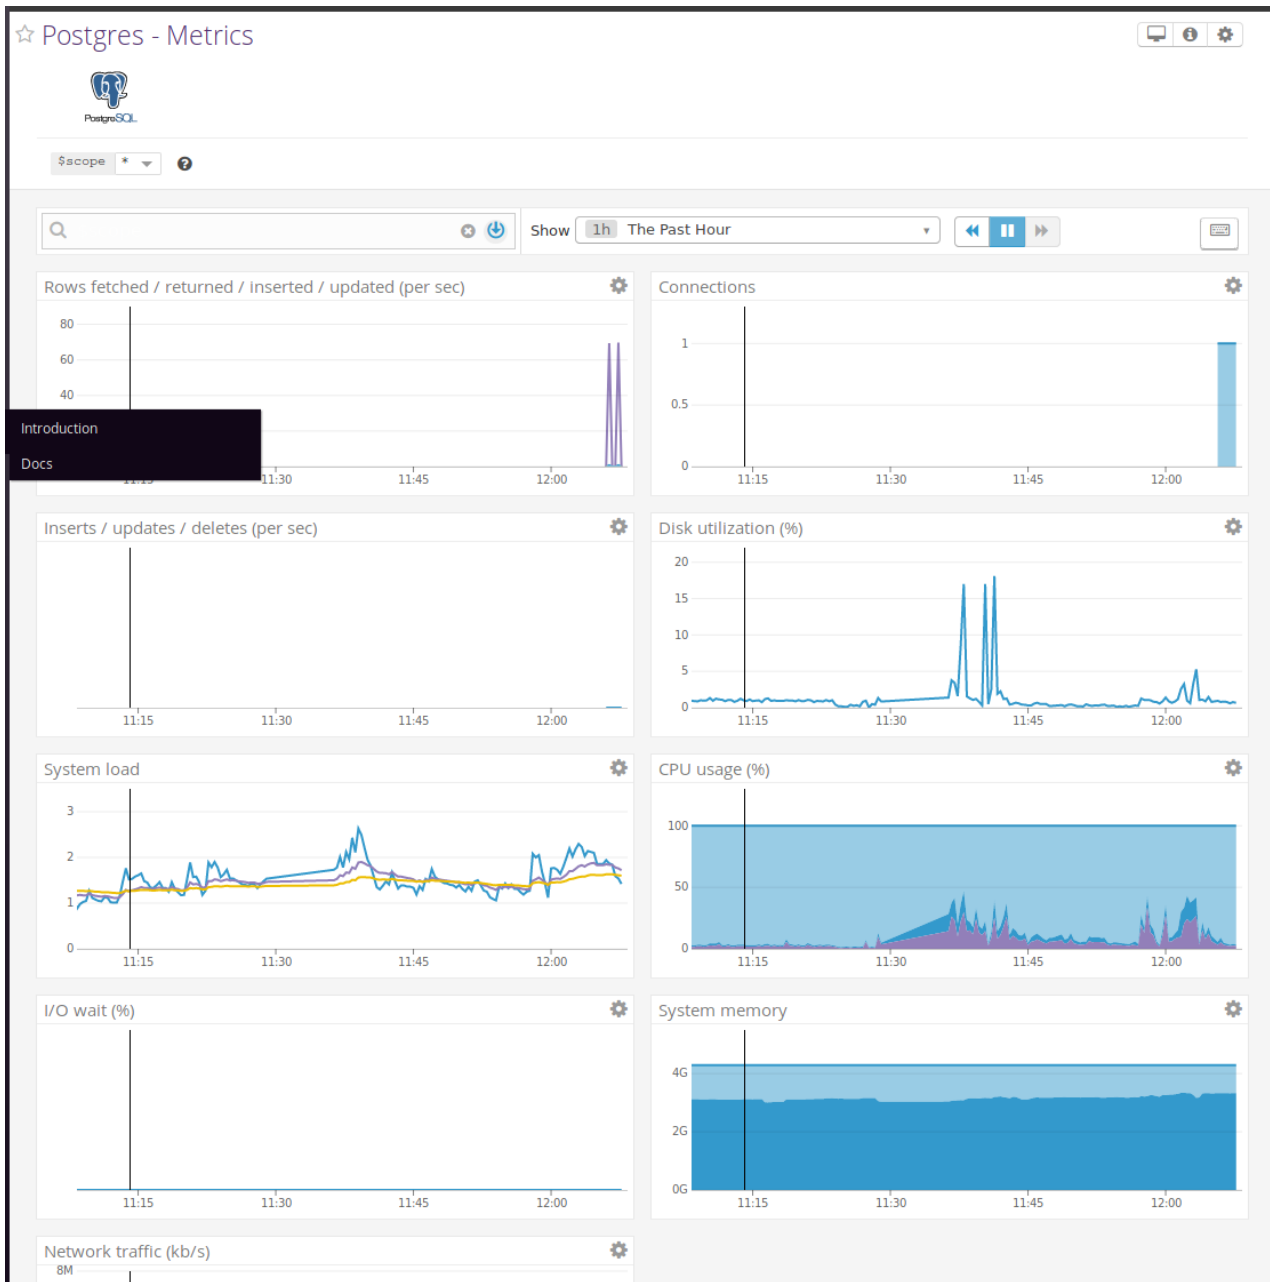 Postgres - Metrics
PostgreSQL
$scope *
Show 1h The Past Hour
Rows fetched / returned / inserted / updated (per sec)
80
60
40
11:15 11:30 11:45 12:00
Introduction
Docs
Connections
1
0.5
0
11:15 11:30 11:45 12:00
Inserts / updates / deletes (per sec)
11:15 11:30 11:45 12:00
Disk utilization (%)
20
15
10
5
0
11:15 11:30 11:45 12:00
System load
3
2
1
0
11:15 11:30 11:45 12:00
CPU usage (%)
100
50
0
11:15 11:30 11:45 12:00
I/O wait (%)
11:15 11:30 11:45 12:00
System memory
4G
2G
0G
11:15 11:30 11:45 12:00
Network traffic (kb/s)
8M